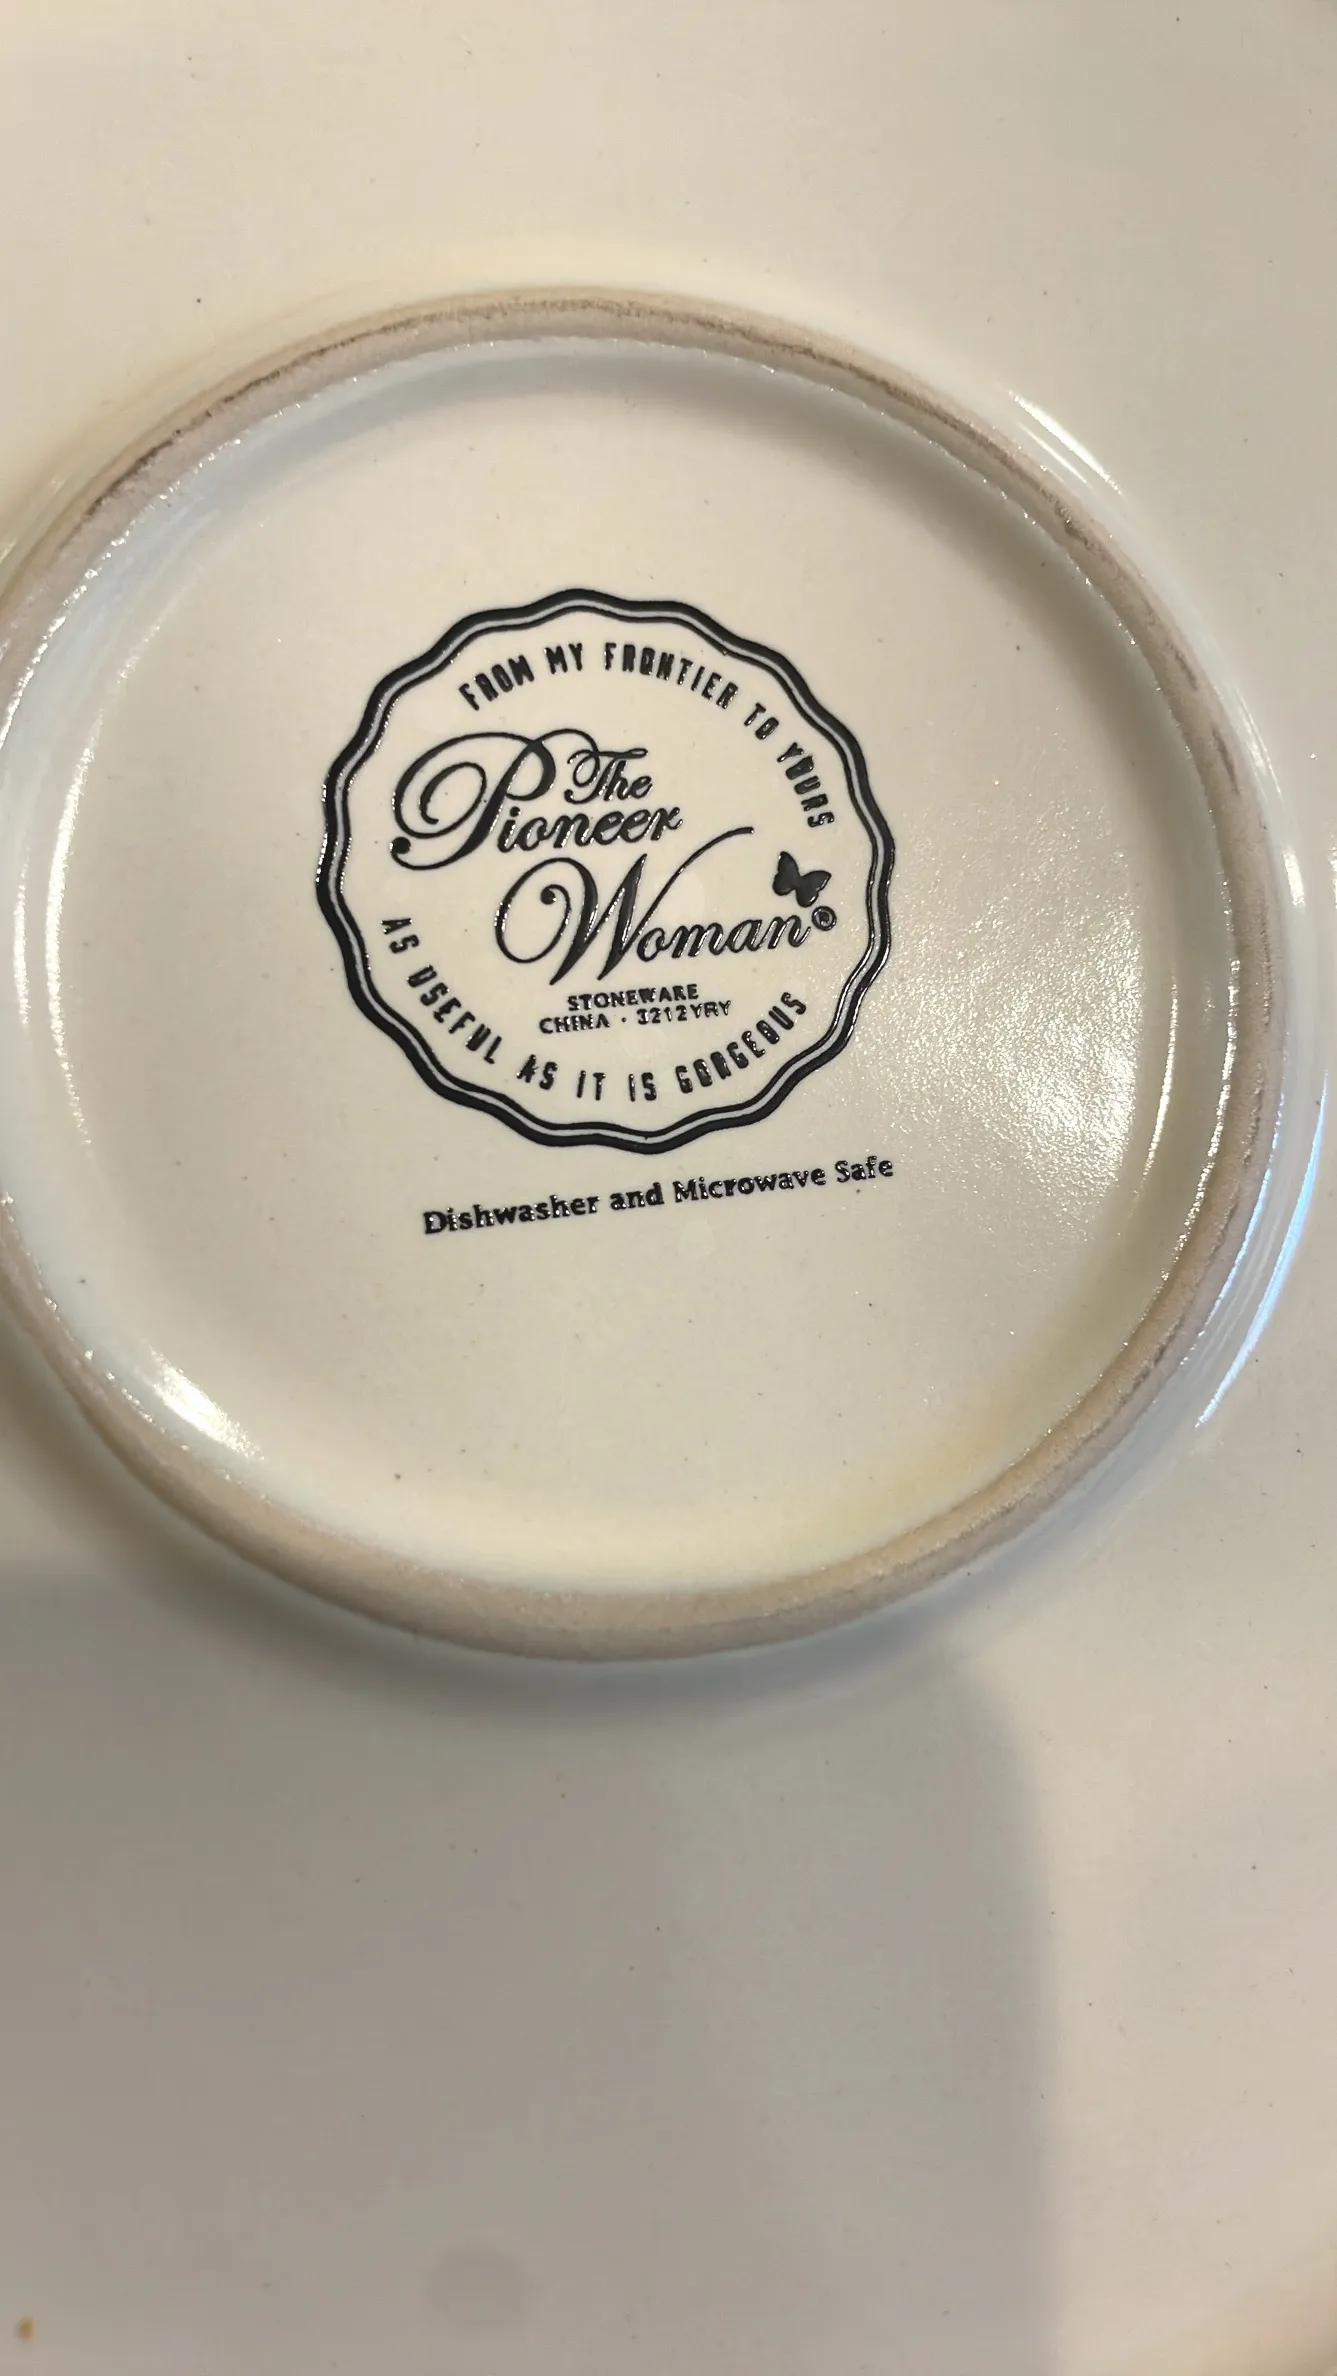 FROM MY FRONTIER TO YOURS
The
Pioneer
Woman®
STONEWARE
CHINA · 3212YRY
AS USEFUL AS IT IS GORGEOUS
Dishwasher and Microwave Safe